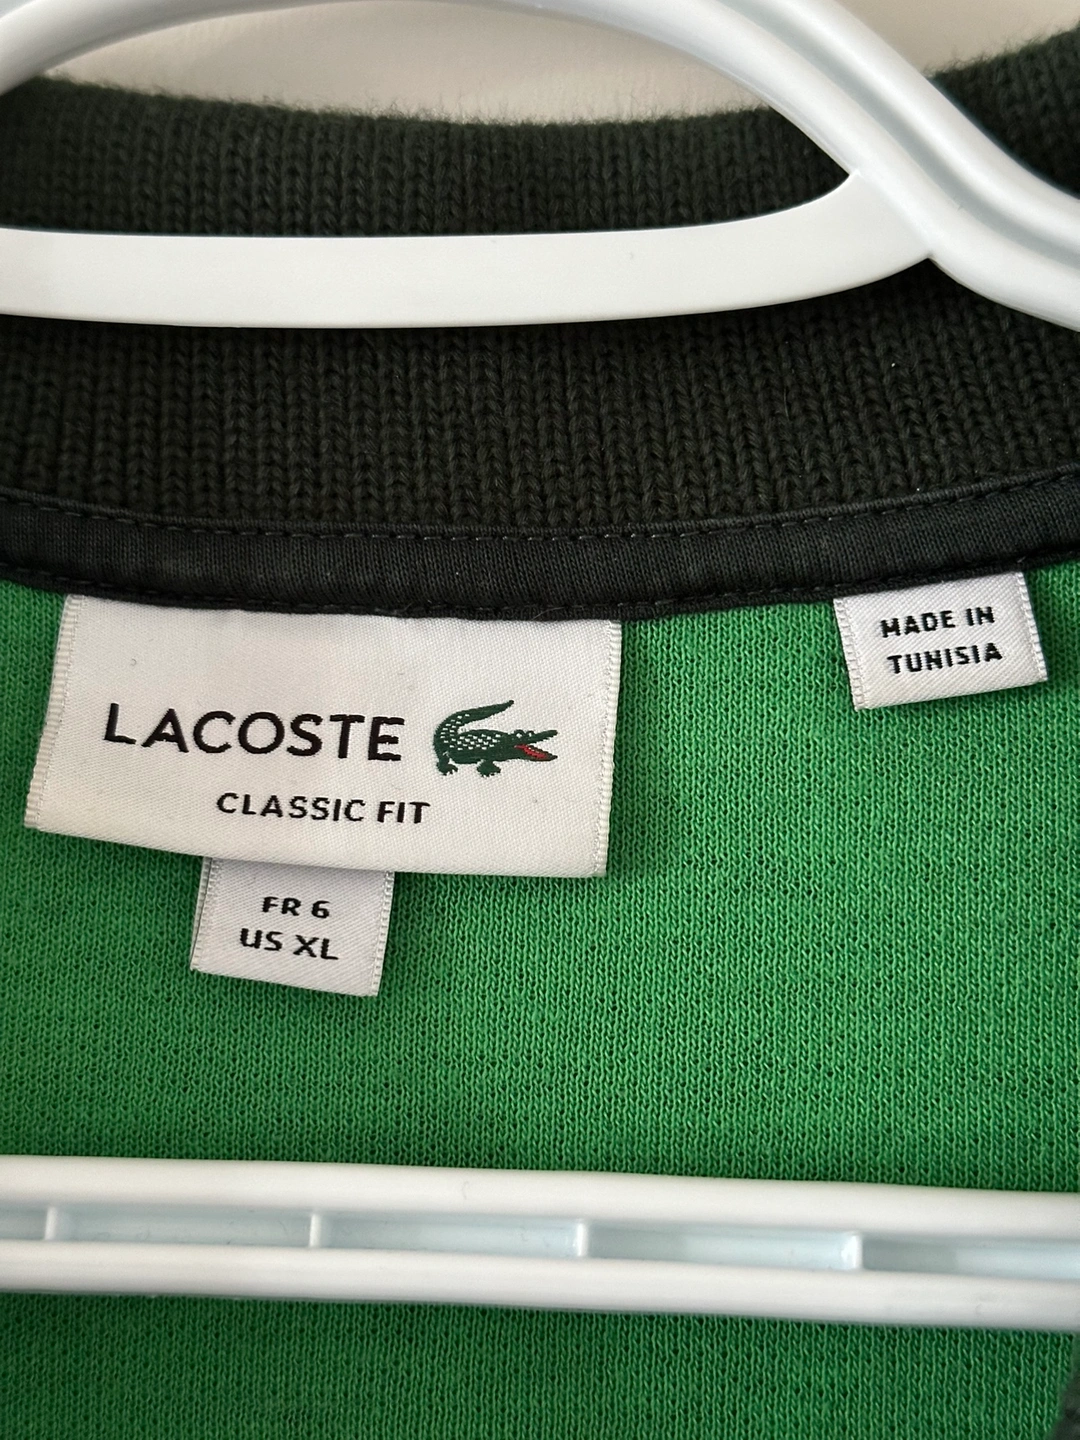 LACOSTE
CLASSIC FIT
FR 6
US XL
MADE IN
TUNISIA